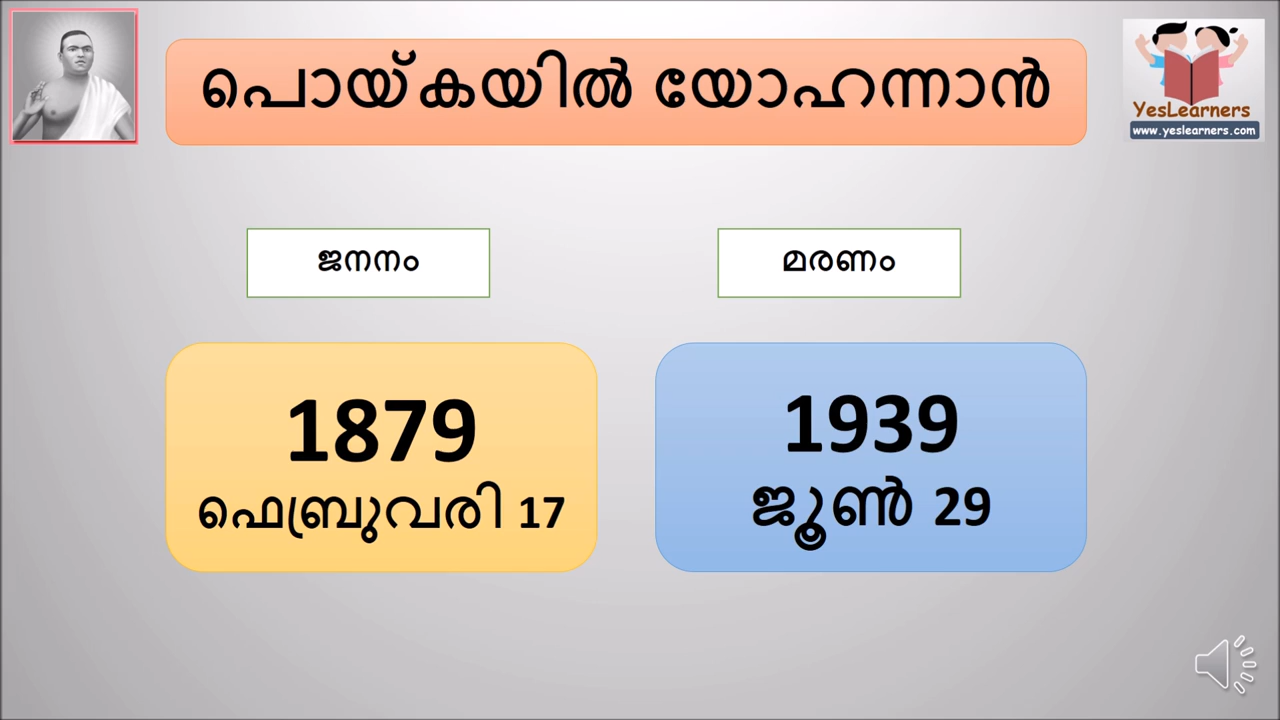 പൊയ്കയിൽ യോഹന്നാൻ
YesLearners
www.yeslearners.com
ജനനം
മരണം
1879
ഫെബ്രുവരി 17
1939
ജൂൺ 29